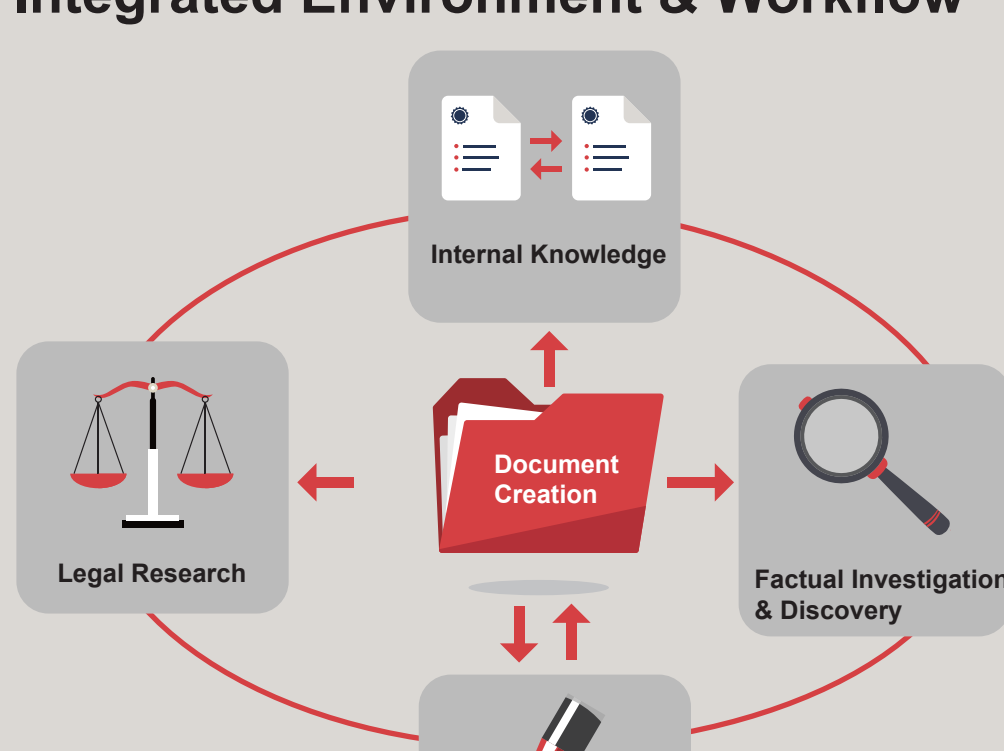 Integrated Environment & Workflow
Internal Knowledge
Document
Creation
Legal Research
Factual Investigation
& Discovery